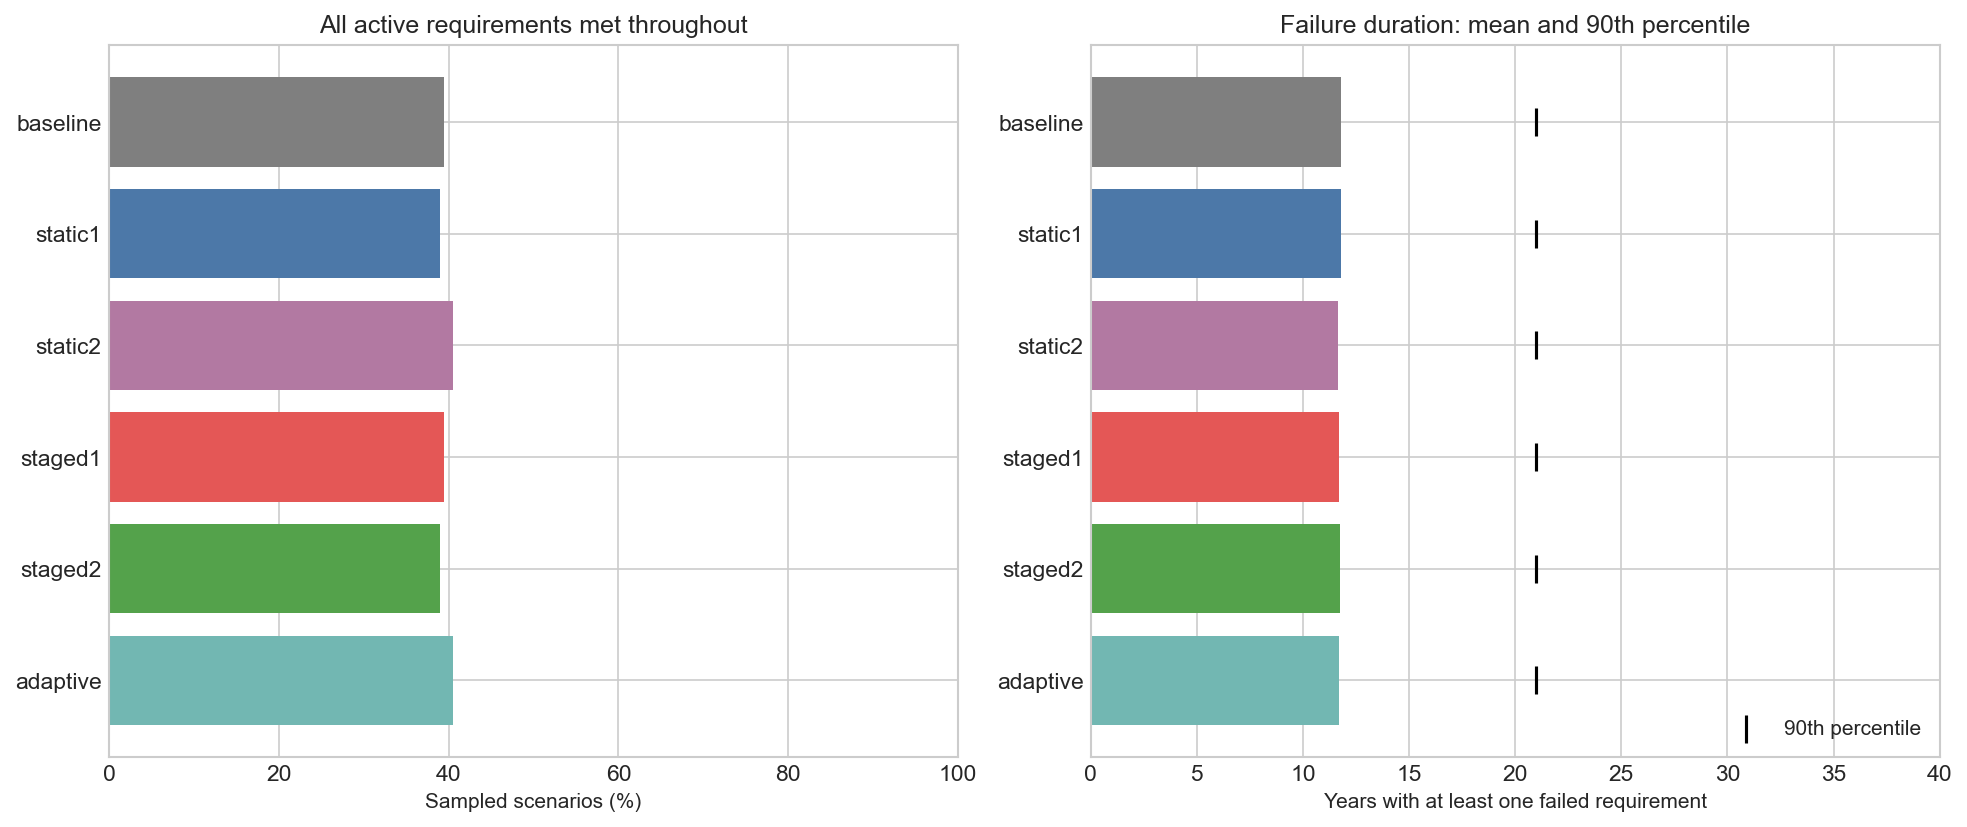 All active requirements met throughout
baseline
static1
static2
staged1
staged2
adaptive
0 20 40 60 80 100
Sampled scenarios (%)
Failure duration: mean and 90th percentile
baseline
static1
static2
staged1
staged2
adaptive
90th percentile
0 5 10 15 20 25 30 35 40
Years with at least one failed requirement